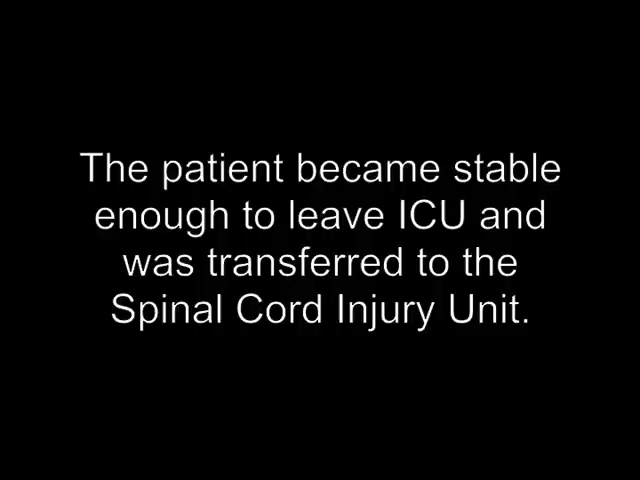 The patient became stable
enough to leave ICU and
was transferred to the
Spinal Cord Injury Unit.